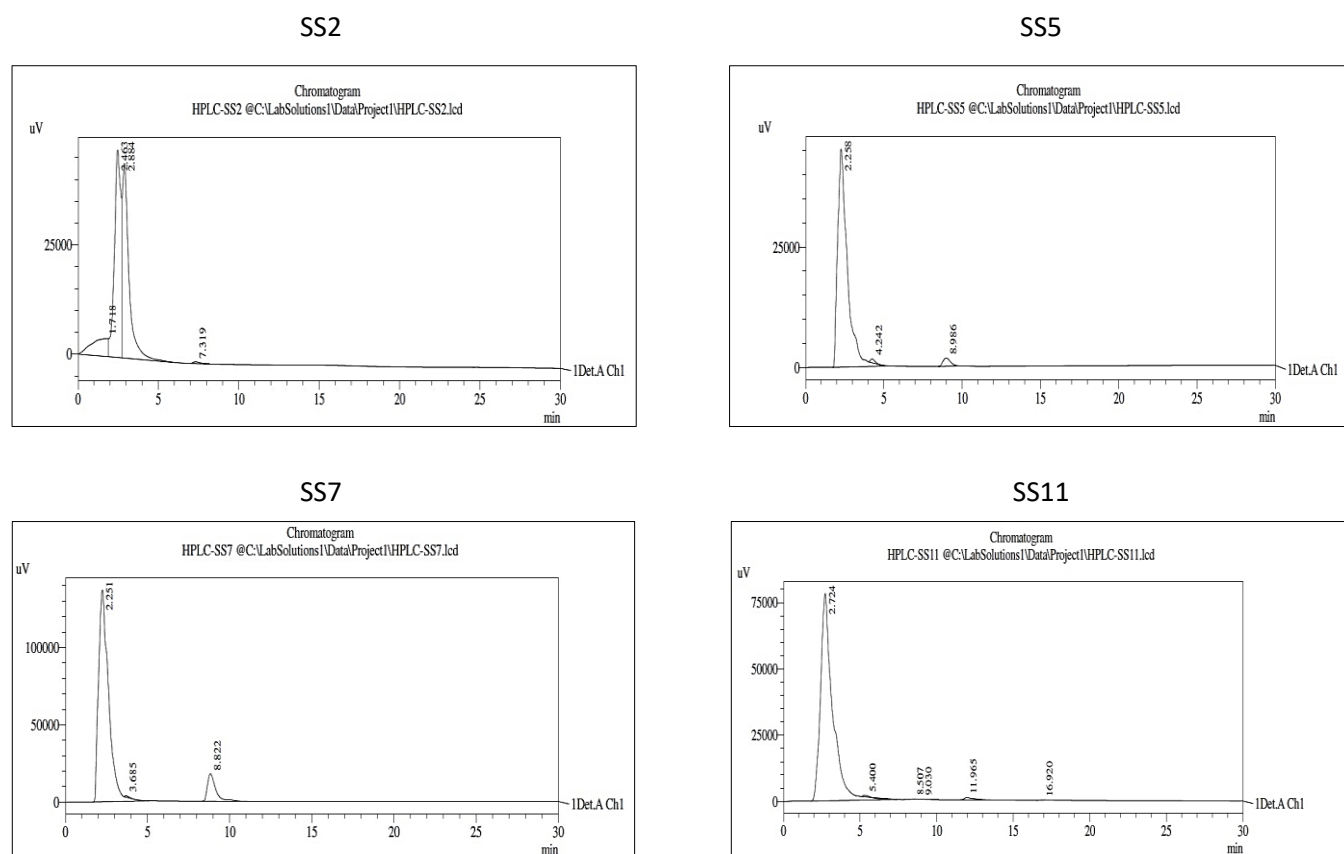 SS2
Chromatogram
HPLC-SS2 @C:\LabSolutions1\Data\Project1\HPLC-SS2.lcd
uV
2.463
2.884
1.718
7.319
25000
0
1Det.A Ch1
0 5 10 15 20 25 30
min
SS5
Chromatogram
HPLC-SS5 @C:\LabSolutions1\Data\Project1\HPLC-SS5.lcd
uV
2.258
4.242
8.986
25000
0
1Det.A Ch1
0 5 10 15 20 25 30
min
SS7
Chromatogram
HPLC-SS7 @C:\LabSolutions1\Data\Project1\HPLC-SS7.lcd
uV
2.251
3.685
8.822
100000
50000
0
1Det.A Ch1
0 5 10 15 20 25 30
min
SS11
Chromatogram
HPLC-SS11 @C:\LabSolutions1\Data\Project1\HPLC-SS11.lcd
uV
2.724
5.400
8.507
9.030
11.965
16.920
75000
50000
25000
0
1Det.A Ch1
0 5 10 15 20 25 30
min